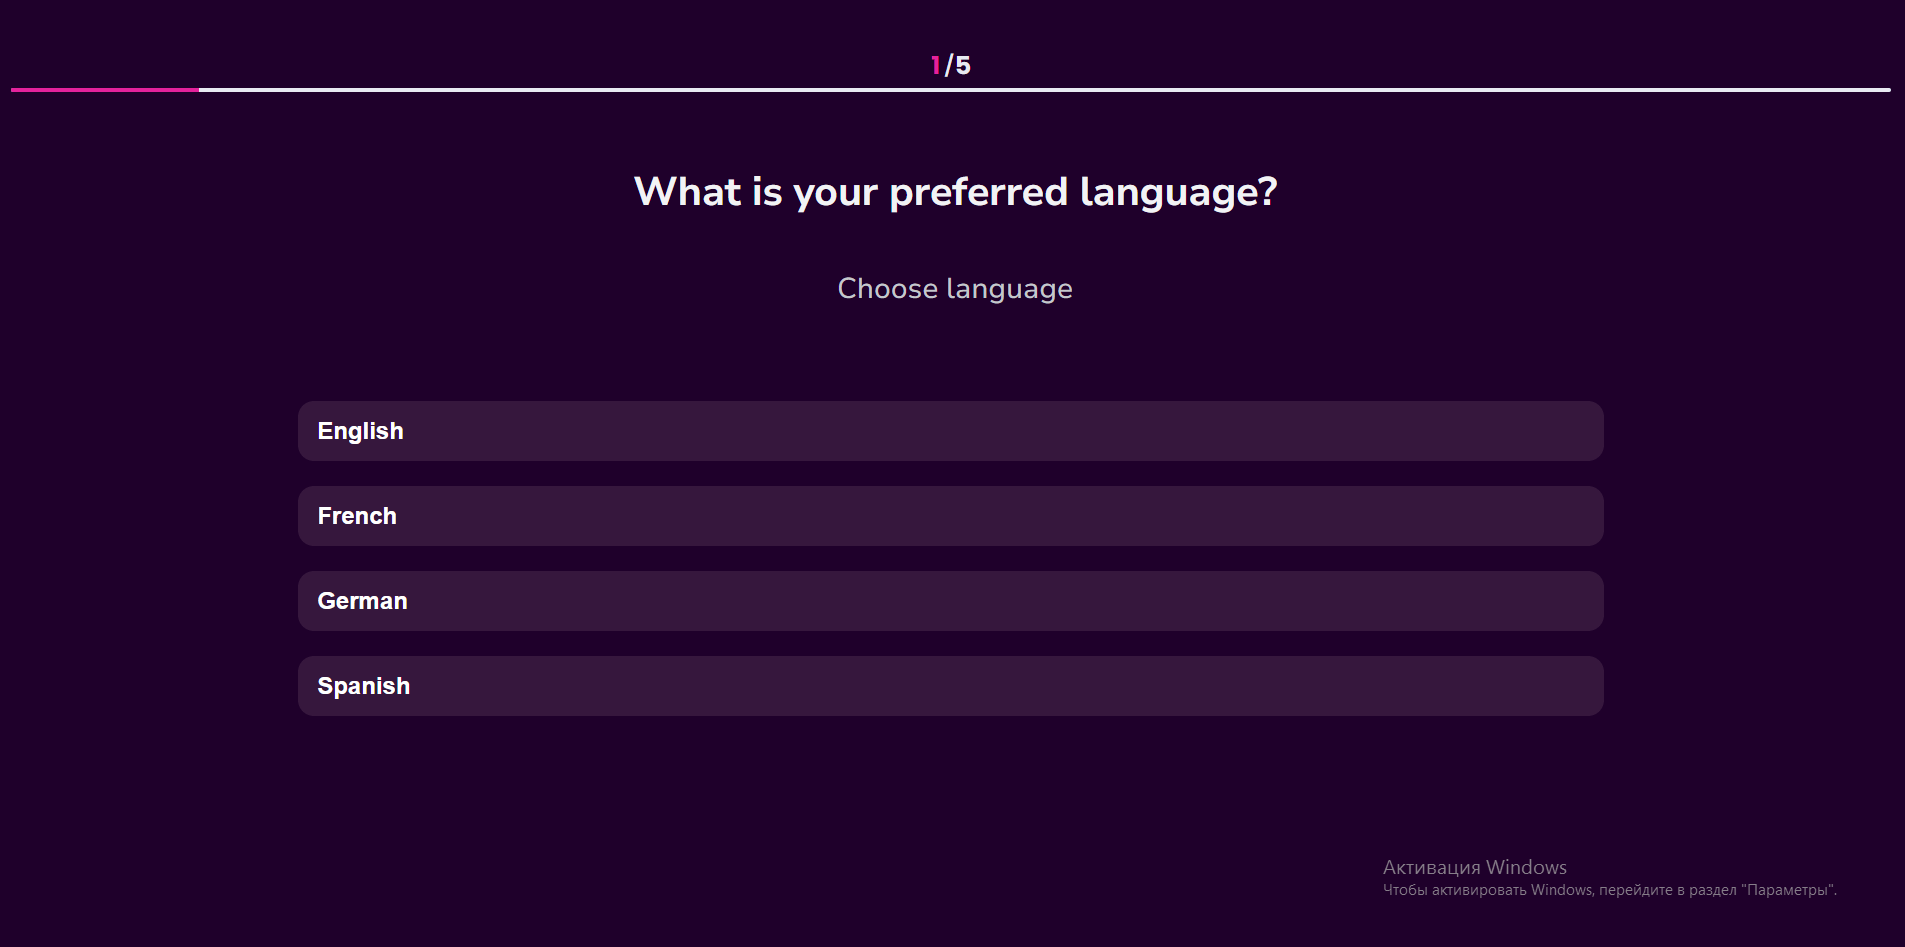 1/5
What is your preferred language?
Choose language
English
French
German
Spanish
Активация Windows
Чтобы активировать Windows, перейдите в раздел "Параметры".